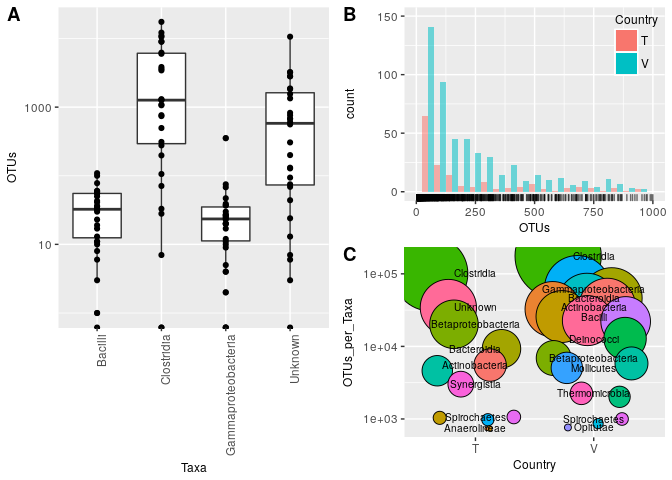 A
OTUs
1000
10
Bacilli
Clostridia
Gammaproteobacteria
Unknown
Taxa
B
count
150
100
50
0
0
250
500
750
1000
OTUs
Country
T
V
C
OTUs_per_Taxa
1e+05
1e+04
1e+03
Clostridia
Unknown
Betaproteobacteria
Bacteroidia
Actinobacteria
Synergistia
Spirochaetes
Anaerolineae
Clostridia
Gammaproteobacteria
Bacteroidia
Actinobacteria
Bacilli
Deinococci
Betaproteobacteria
Mollicutes
Thermomicrobia
Spirochaetes
Opitutae
T
V
Country